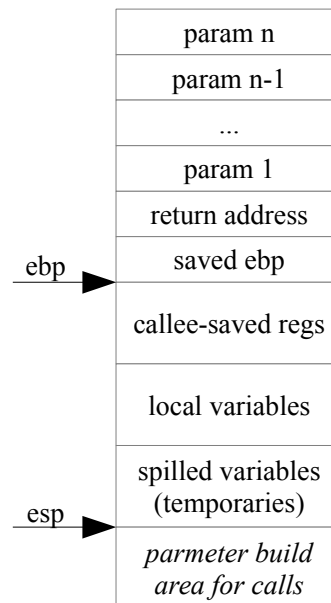 param n
param n-1
...
param 1
return address
saved ebp
ebp
callee-saved regs
local variables
spilled variables
(temporaries)
esp
parmeter build
area for calls